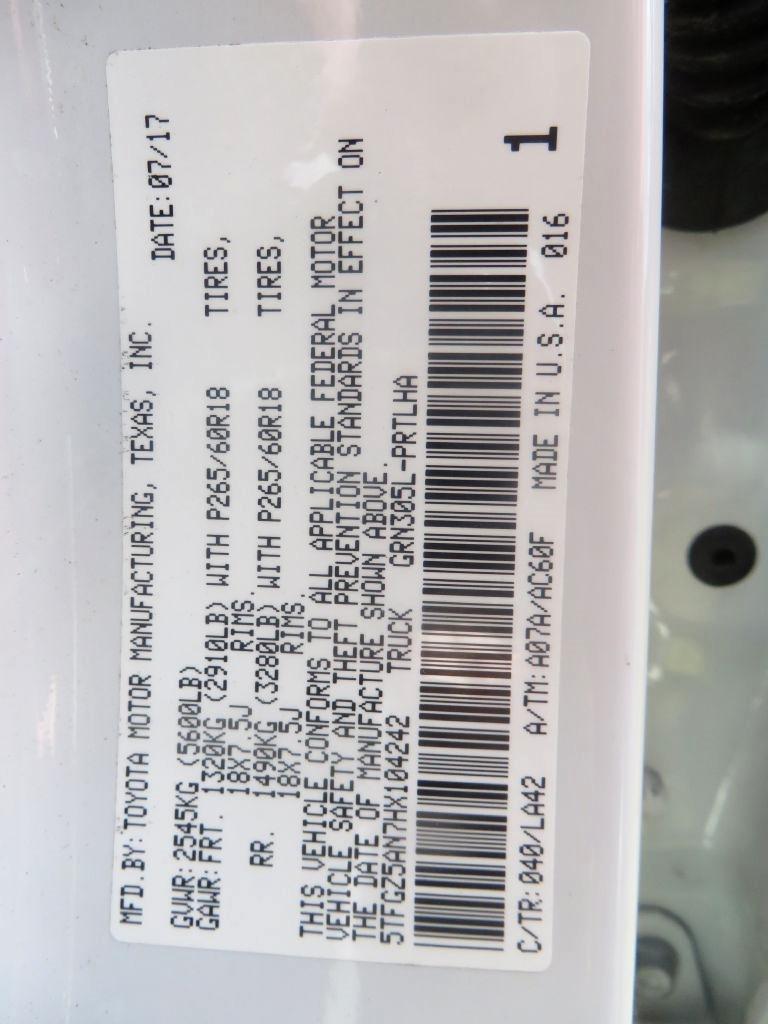 MFD.BY: TOYOTA MOTOR MANUFACTURING, TEXAS, INC.
DATE: 07/17
GVWR: 2545KG (5600LB)
GAWR: FRT. 1320KG (2910LB) WITH P265/60R18 TIRES,
18X7.5J RIMS.
RR. 1490KG (3280LB) WITH P265/60R18 TIRES,
18X7.5J RIMS.
THIS VEHICLE CONFORMS TO ALL APPLICABLE FEDERAL MOTOR
VEHICLE SAFETY AND THEFT PREVENTION STANDARDS IN EFFECT ON
THE DATE OF MANUFACTURE SHOWN ABOVE.
5TFGZ5AN7HX104242 TRUCK GRN305L-PRTLHA
1
C/TR: 040/LA42 A/TM: A07A/AC60F MADE IN U.S.A. 016